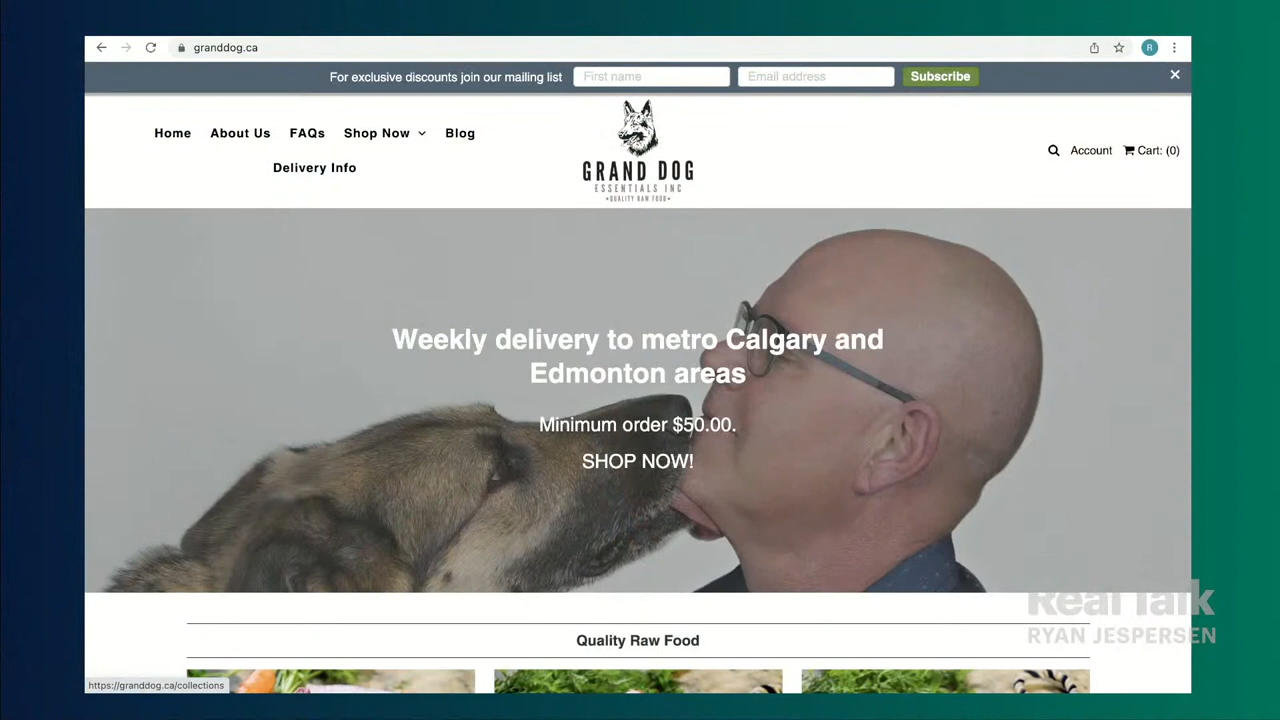 granddog.ca
R
For exclusive discounts join our mailing list
First name
Email address
Subscribe
Home
About Us
FAQs
Shop Now
Blog
Delivery Info
GRAND DOG
ESSENTIALS INC
•QUALITY RAW FOOD•
Account
Cart: (0)
Weekly delivery to metro Calgary and
Edmonton areas
Minimum order $50.00.
SHOP NOW!
Real Talk
RYAN JESPERSEN
Quality Raw Food
https://granddog.ca/collections